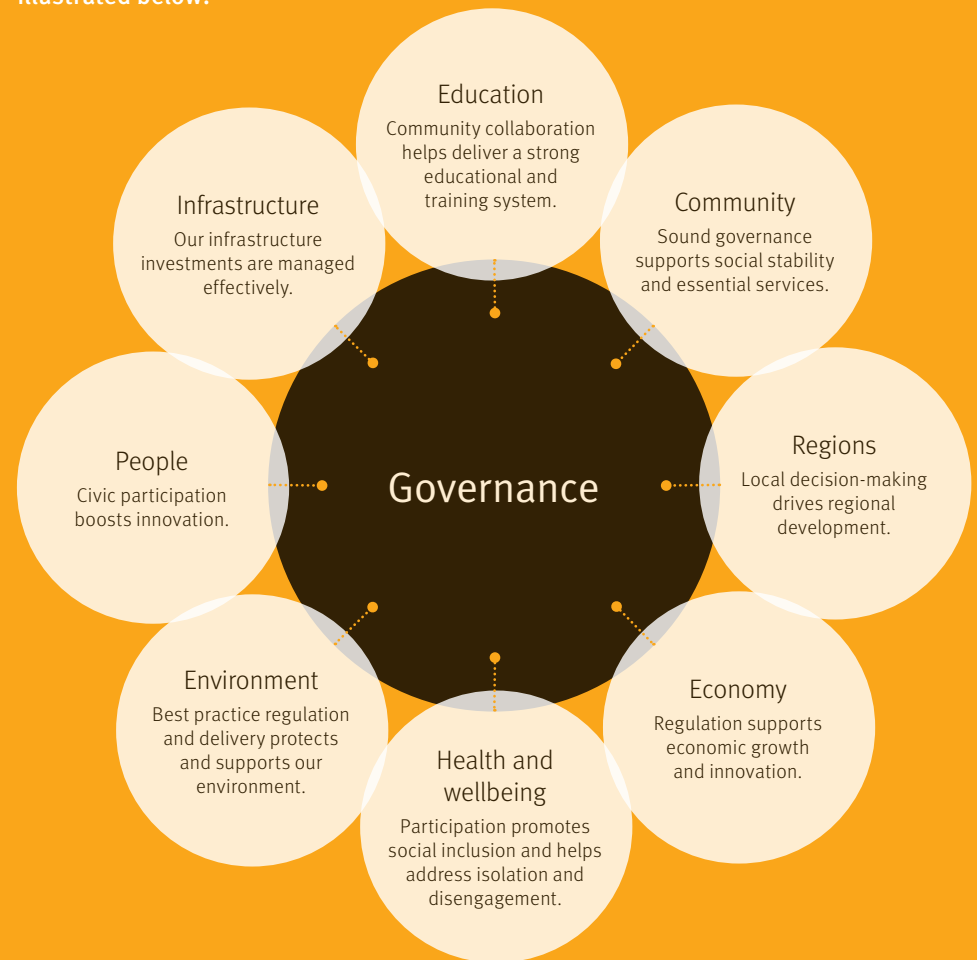 illustrated below:
Education
Community collaboration
helps deliver a strong
educational and
training system.
Community
Sound governance
supports social stability
and essential services.
Regions
Local decision-making
drives regional
development.
Economy
Regulation supports
economic growth
and innovation.
Health and
wellbeing
Participation promotes
social inclusion and helps
address isolation and
disengagement.
Environment
Best practice regulation
and delivery protects
and supports our
environment.
People
Civic participation
boosts innovation.
Infrastructure
Our infrastructure
investments are managed
effectively.
Governance